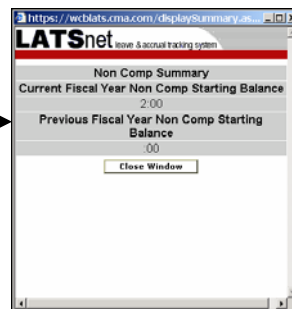 https://wcblats.cma.com/displaySummary.as...
LATSnet leave & accrual tracking system
Non Comp Summary
Current Fiscal Year Non Comp Starting Balance
2:00
Previous Fiscal Year Non Comp Starting
Balance
:00
Close Window